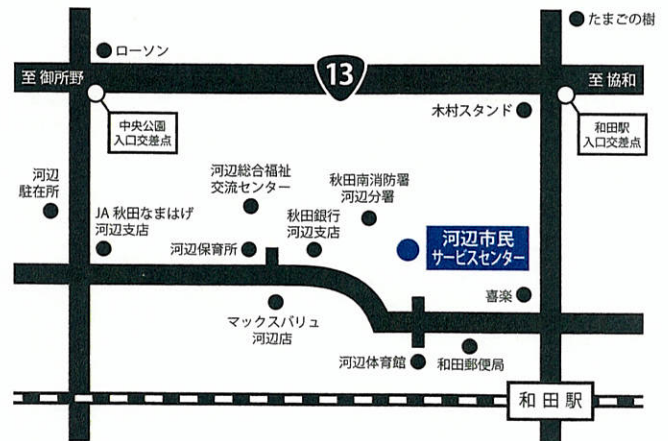 たまごの樹
ローソン
至 御所野
13
至 協和
木村スタンド
中央公園
入口交差点
和田駅
入口交差点
河辺
駐在所
河辺総合福祉
交流センター
秋田南消防署
河辺分署
JA 秋田なまはげ
河辺支店
秋田銀行
河辺支店
河辺保育所
河辺市民
サービスセンター
喜楽
マックスバリュ
河辺店
河辺体育館
和田郵便局
和田駅